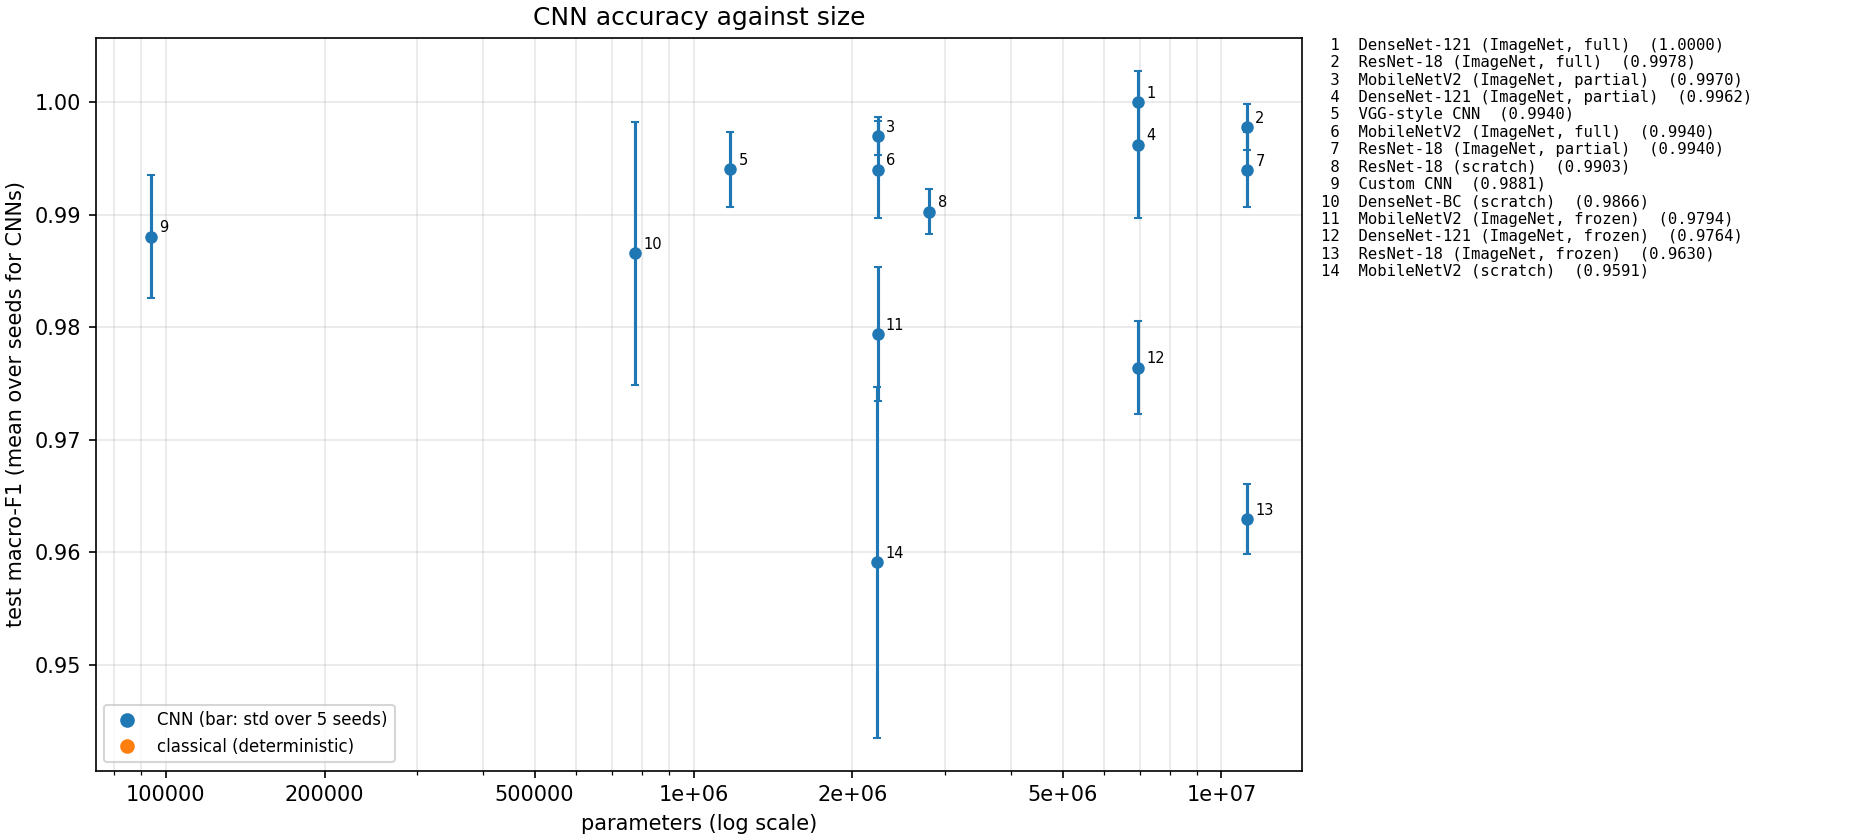 CNN accuracy against size
test macro-F1 (mean over seeds for CNNs)
1.00
0.99
0.98
0.97
0.96
0.95
1
2
3
4
5
6
7
8
9
10
11
12
13
14
CNN (bar: std over 5 seeds)
classical (deterministic)
100000 200000 500000 1e+06 2e+06 5e+06 1e+07
parameters (log scale)
1 DenseNet-121 (ImageNet, full) (1.0000)
2 ResNet-18 (ImageNet, full) (0.9978)
3 MobileNetV2 (ImageNet, partial) (0.9970)
4 DenseNet-121 (ImageNet, partial) (0.9962)
5 VGG-style CNN (0.9940)
6 MobileNetV2 (ImageNet, full) (0.9940)
7 ResNet-18 (ImageNet, partial) (0.9940)
8 ResNet-18 (scratch) (0.9903)
9 Custom CNN (0.9881)
10 DenseNet-BC (scratch) (0.9866)
11 MobileNetV2 (ImageNet, frozen) (0.9794)
12 DenseNet-121 (ImageNet, frozen) (0.9764)
13 ResNet-18 (ImageNet, frozen) (0.9630)
14 MobileNetV2 (scratch) (0.9591)